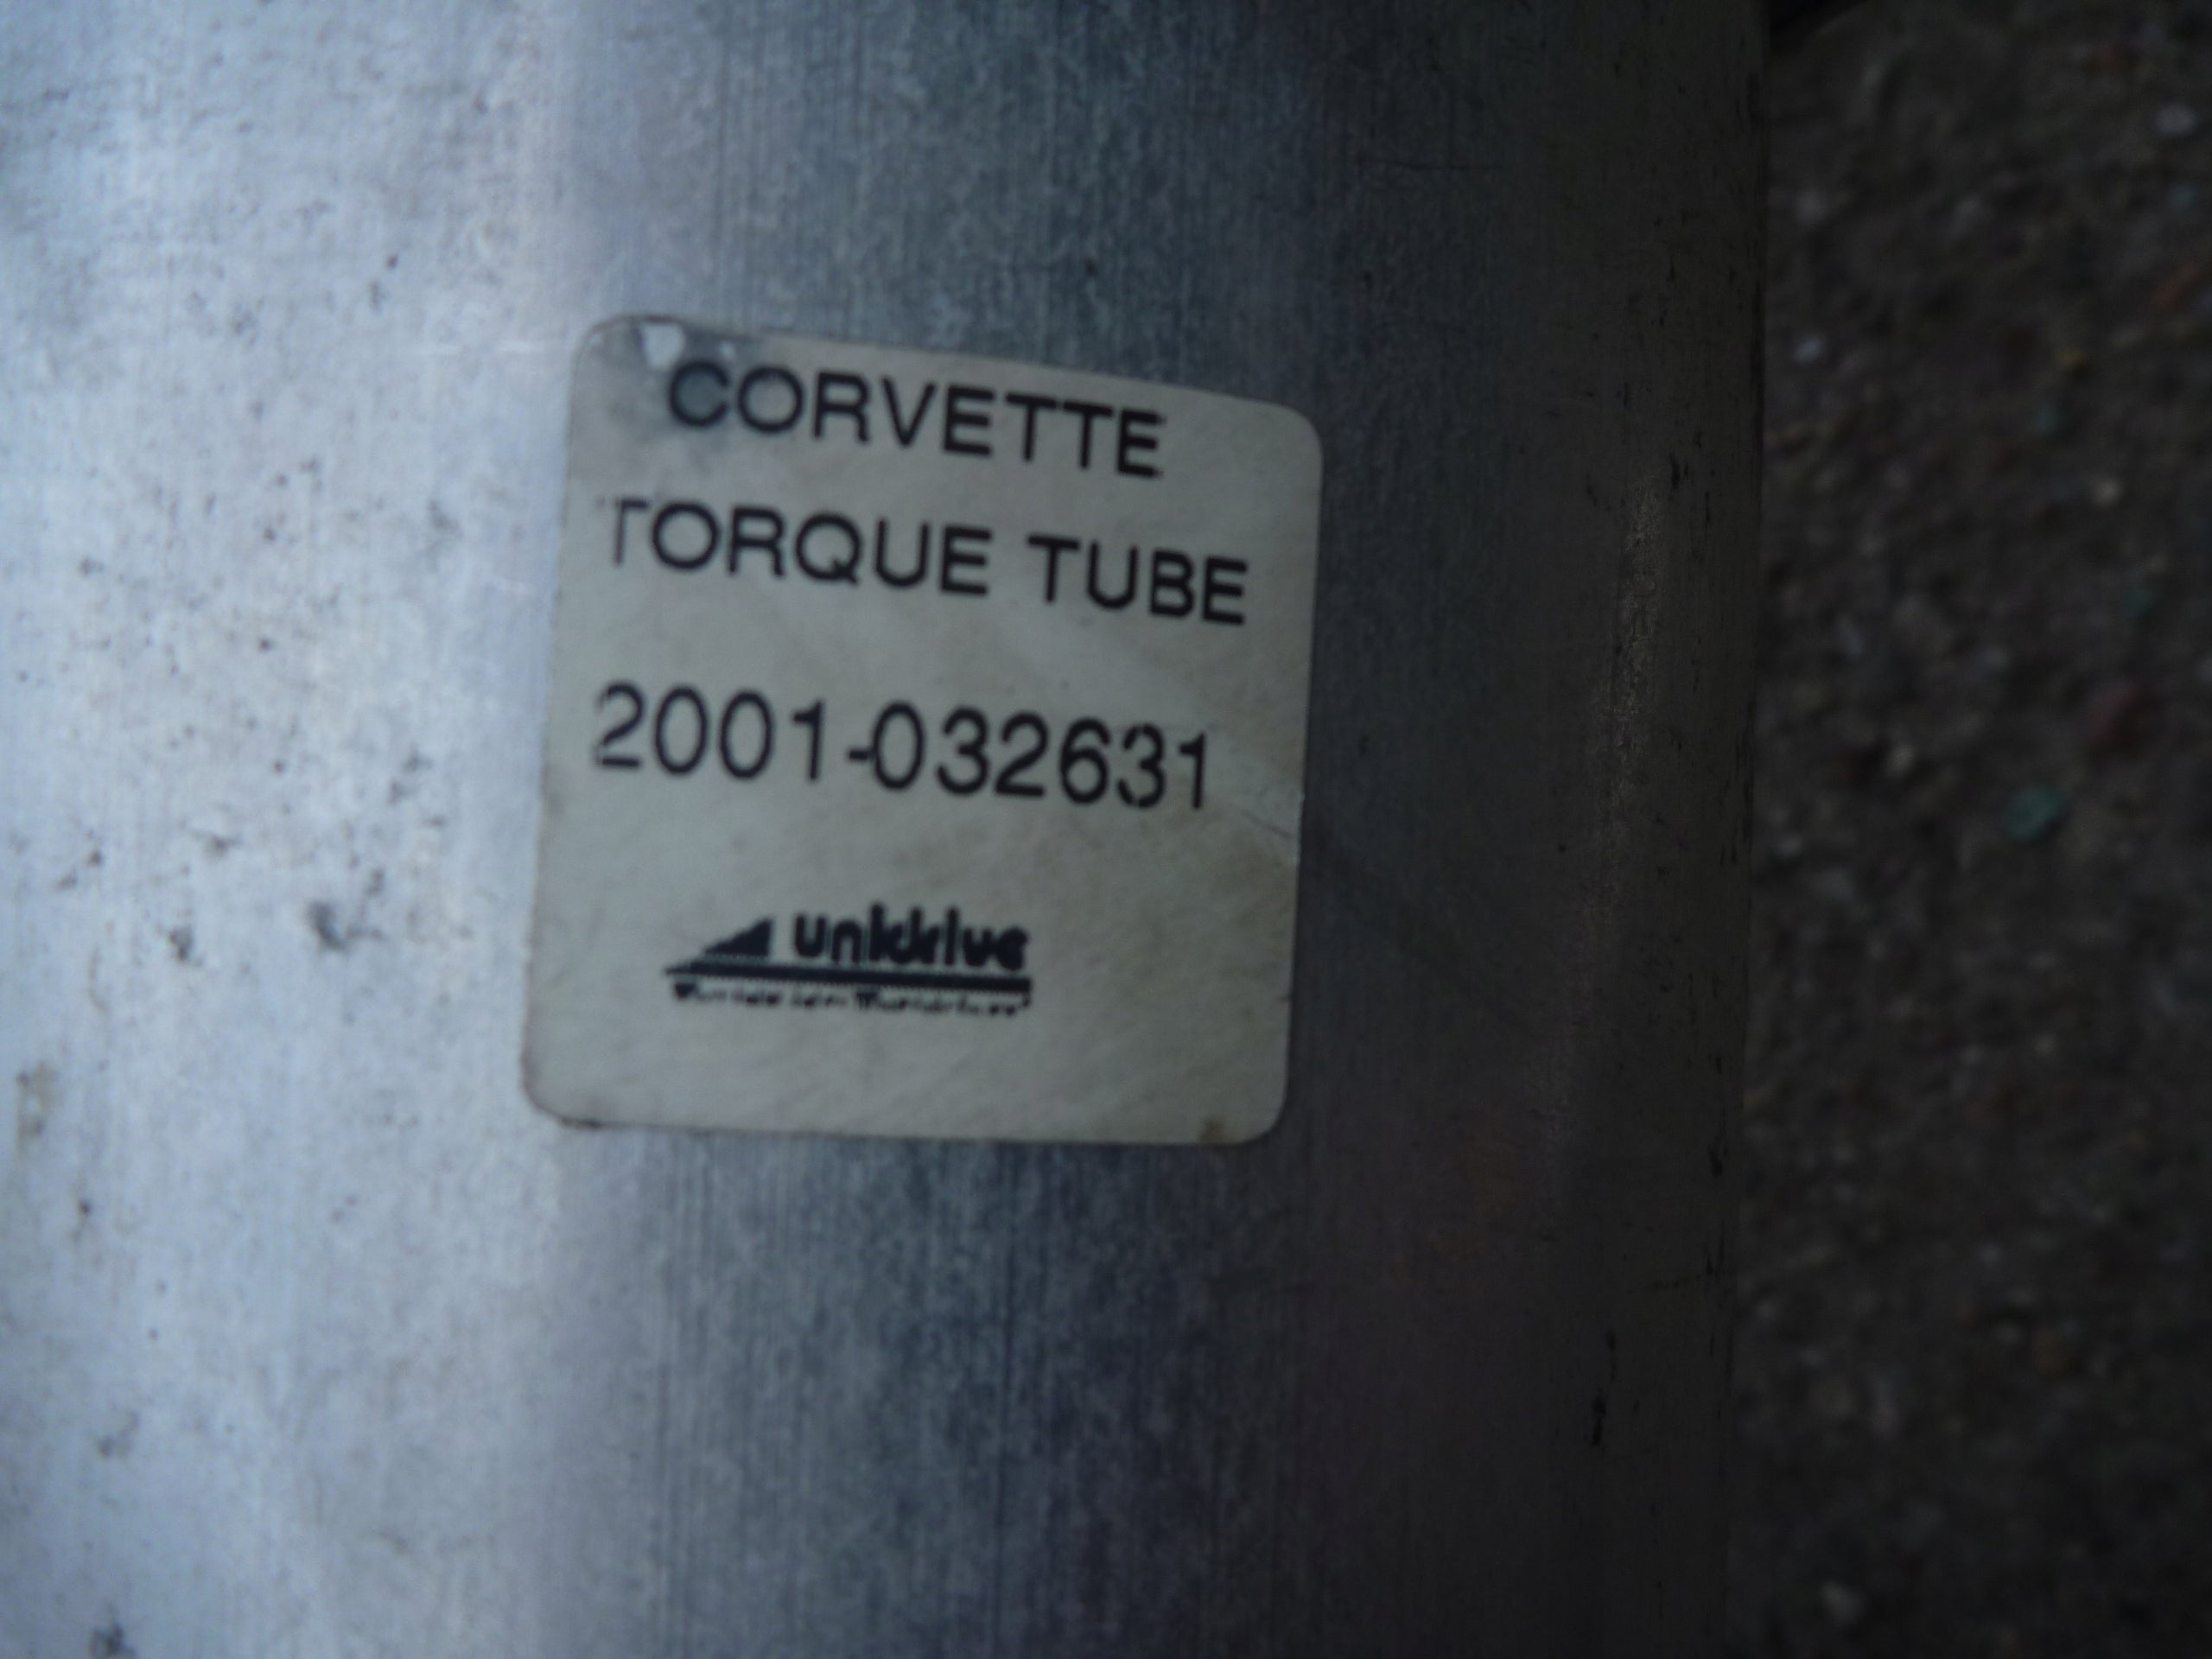 CORVETTE
TORQUE TUBE
2001-032631
unidrive